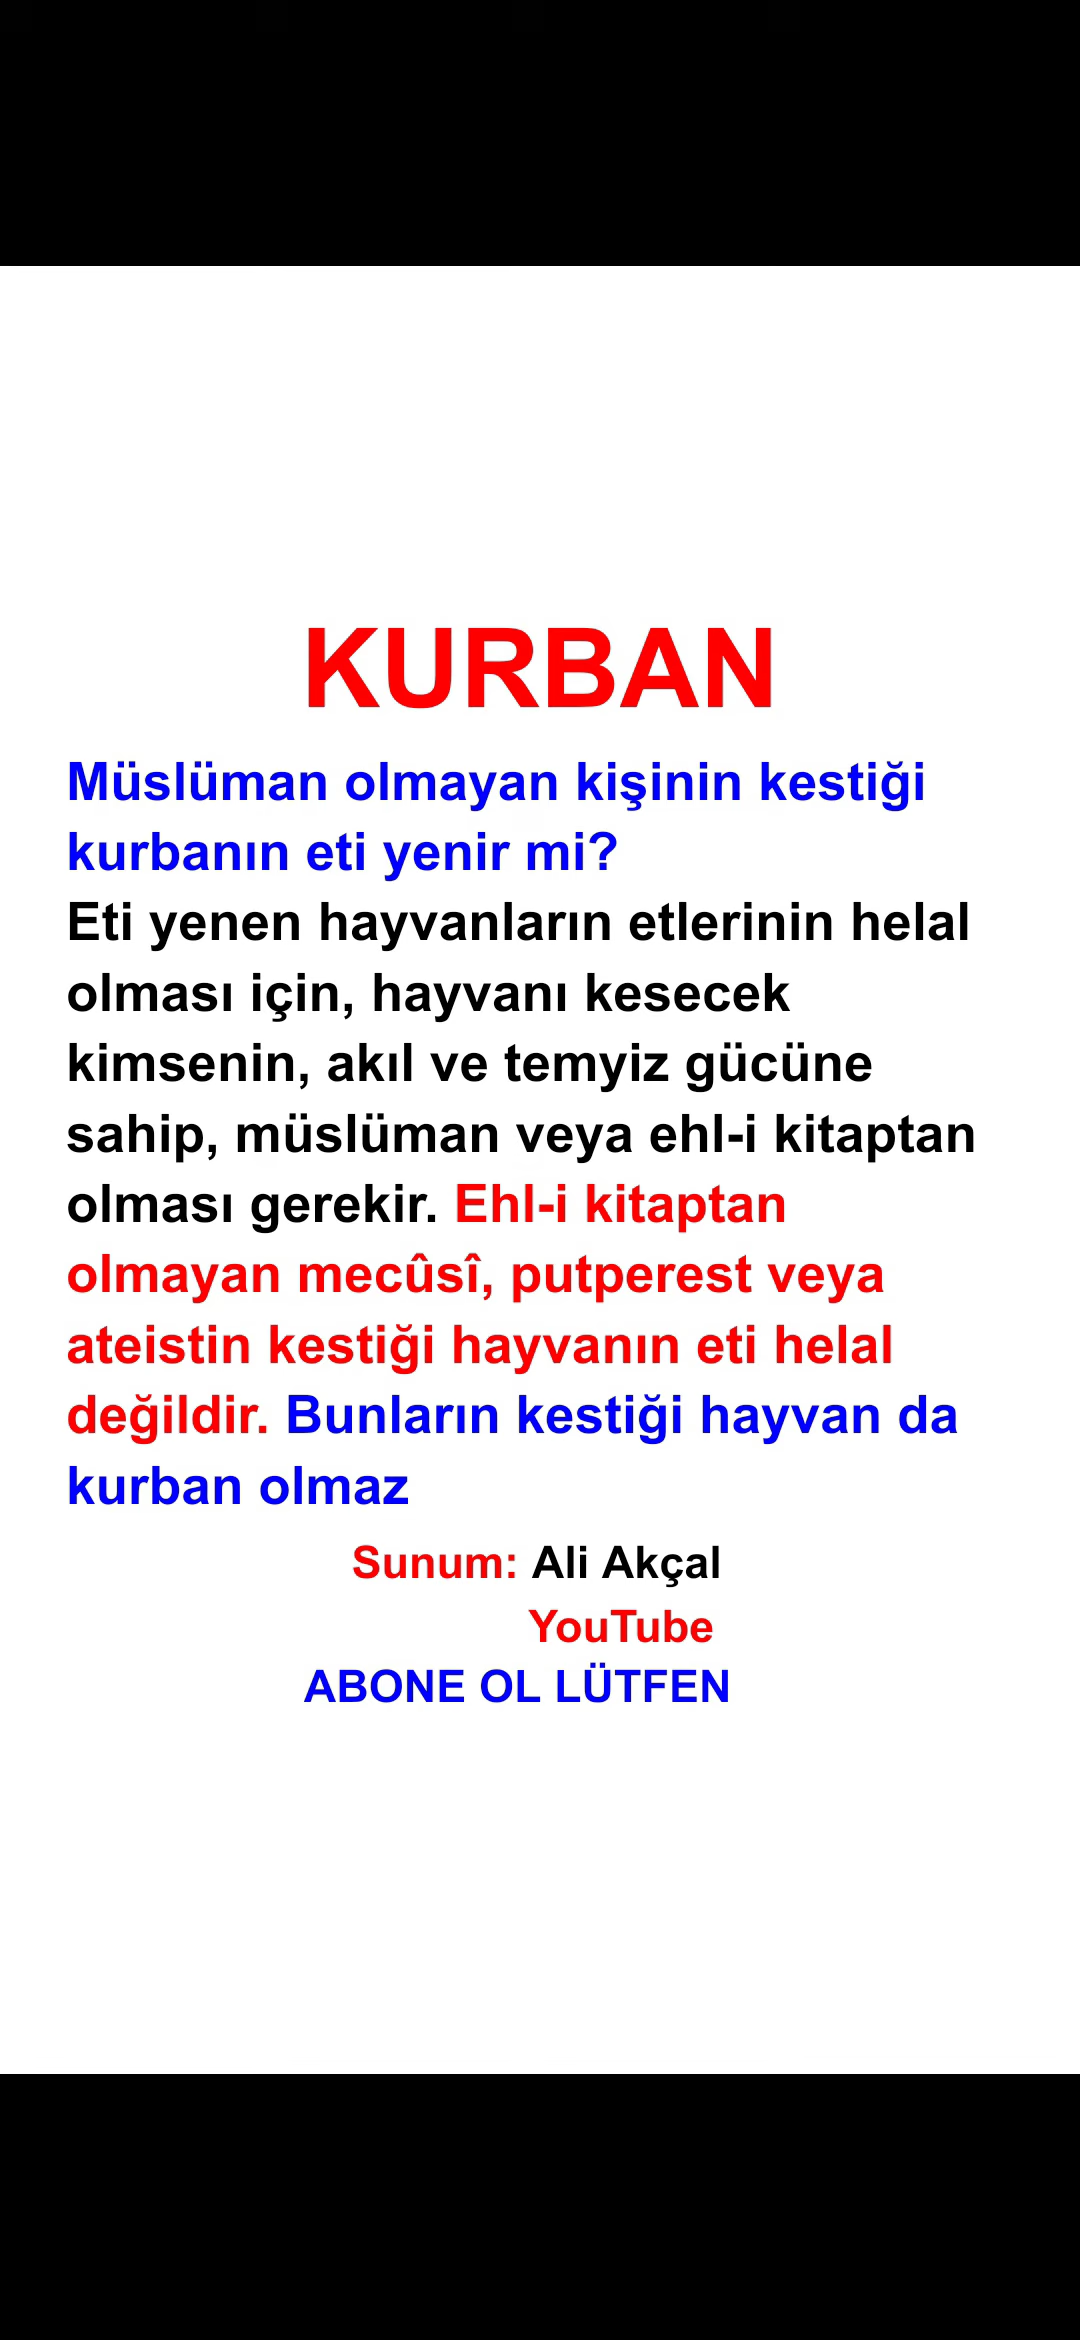 KURBAN
Müslüman olmayan kişinin kestiği
kurbanın eti yenir mi?
Eti yenen hayvanların etlerinin helal
olması için, hayvanı kesecek
kimsenin, akıl ve temyiz gücüne
sahip, müslüman veya ehl-i kitaptan
olması gerekir. Ehl-i kitaptan
olmayan mecûsî, putperest veya
ateistin kestiği hayvanın eti helal
değildir. Bunların kestiği hayvan da
kurban olmaz
Sunum: Ali Akçal
YouTube
ABONE OL LÜTFEN